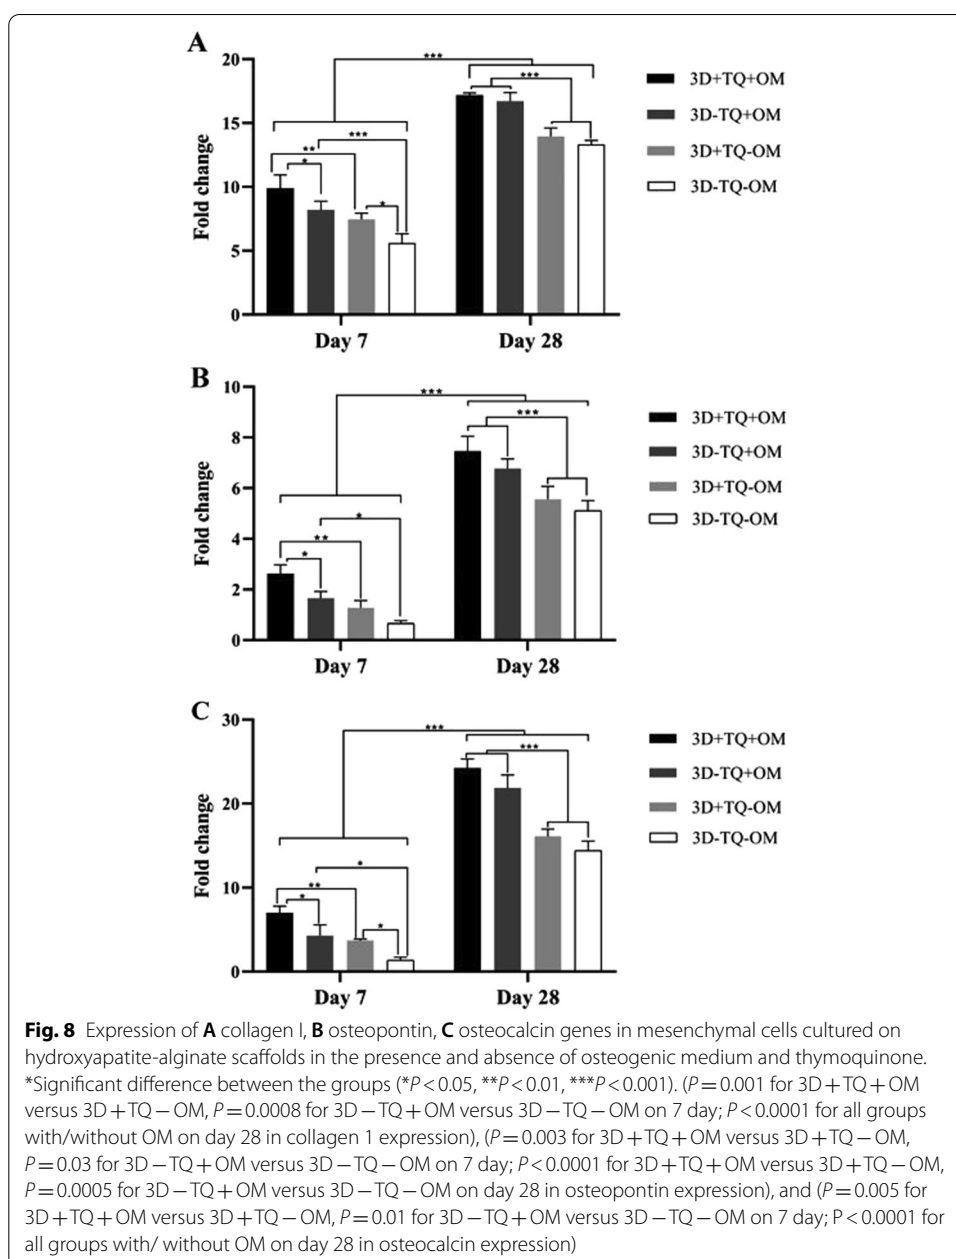 A
***
20
***
3D+TQ+OM
15
3D-TQ+OM
***
**
3D+TQ-OM
*
10
3D-TQ-OM
*
5
0
Fold change
Day 7
Day 28
B
10
***
***
3D+TQ+OM
8
3D-TQ+OM
6
3D+TQ-OM
*
3D-TQ-OM
4
**
*
2
0
Fold change
Day 7
Day 28
C
30
***
***
3D+TQ+OM
3D-TQ+OM
20
3D+TQ-OM
3D-TQ-OM
*
10
**
*
*
0
Fold change
Day 7
Day 28
Fig. 8 Expression of A collagen I, B osteopontin, C osteocalcin genes in mesenchymal cells cultured on
hydroxyapatite-alginate scaffolds in the presence and absence of osteogenic medium and thymoquinone.
*Significant difference between the groups (*P < 0.05, **P < 0.01, ***P < 0.001). (P = 0.001 for 3D + TQ + OM
versus 3D + TQ − OM, P = 0.0008 for 3D − TQ + OM versus 3D − TQ − OM on 7 day; P < 0.0001 for all groups
with/without OM on day 28 in collagen 1 expression), (P = 0.003 for 3D + TQ + OM versus 3D + TQ − OM,
P = 0.03 for 3D − TQ + OM versus 3D − TQ − OM on 7 day; P < 0.0001 for 3D + TQ + OM versus 3D + TQ − OM,
P = 0.0005 for 3D − TQ + OM versus 3D − TQ − OM on day 28 in osteopontin expression), and (P = 0.005 for
3D + TQ + OM versus 3D + TQ − OM, P = 0.01 for 3D − TQ + OM versus 3D − TQ − OM on 7 day; P < 0.0001 for
all groups with/ without OM on day 28 in osteocalcin expression)